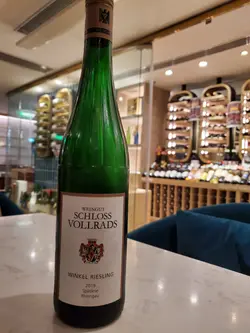 WEINGUT
SCHLOSS
VOLLRADS
WINKEL RIESLING
2019
Rheingau